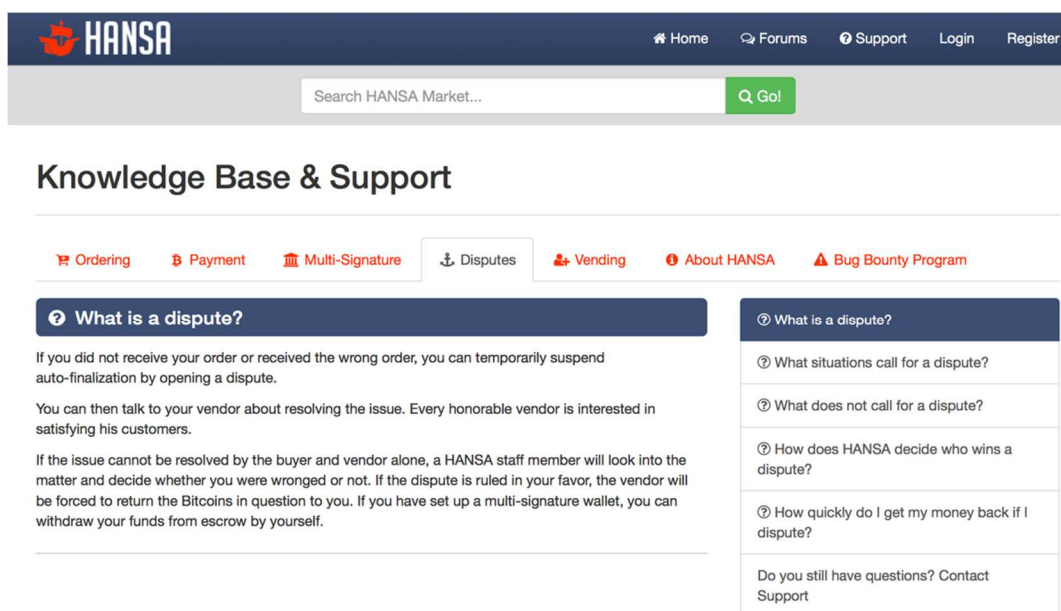 HANSA
Home Forums Support Login Register
Search HANSA Market... Go!
Knowledge Base & Support
Ordering Payment Multi-Signature Disputes Vending About HANSA Bug Bounty Program
What is a dispute?
If you did not receive your order or received the wrong order, you can temporarily suspend
auto-finalization by opening a dispute.
You can then talk to your vendor about resolving the issue. Every honorable vendor is interested in
satisfying his customers.
If the issue cannot be resolved by the buyer and vendor alone, a HANSA staff member will look into the
matter and decide whether you were wronged or not. If the dispute is ruled in your favor, the vendor will
be forced to return the Bitcoins in question to you. If you have set up a multi-signature wallet, you can
withdraw your funds from escrow by yourself.
What is a dispute?
What situations call for a dispute?
What does not call for a dispute?
How does HANSA decide who wins a
dispute?
How quickly do I get my money back if I
dispute?
Do you still have questions? Contact
Support